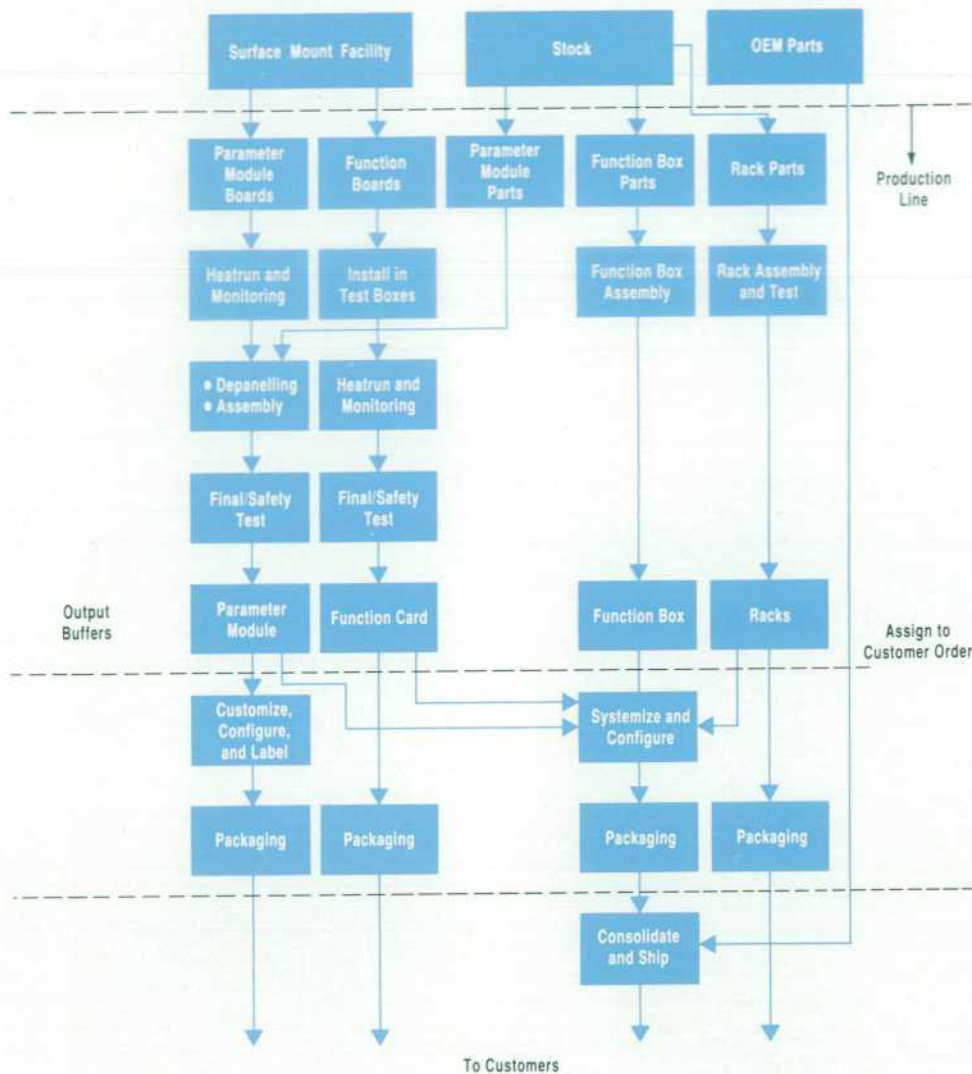 Surface Mount Facility
Stock
OEM Parts
Parameter
Module
Boards
Function
Boards
Parameter
Module
Parts
Function Box
Parts
Rack Parts
Production
Line
Heatrun and
Monitoring
Install in
Test Boxes
Function Box
Assembly
Rack Assembly
and Test
• Depanelling
• Assembly
Heatrun and
Monitoring
Final/Safety
Test
Final/Safety
Test
Output
Buffers
Parameter
Module
Function Card
Function Box
Racks
Assign to
Customer Order
Customize,
Configure,
and Label
Systemize and
Configure
Packaging
Packaging
Packaging
Packaging
Consolidate
and Ship
To Customers